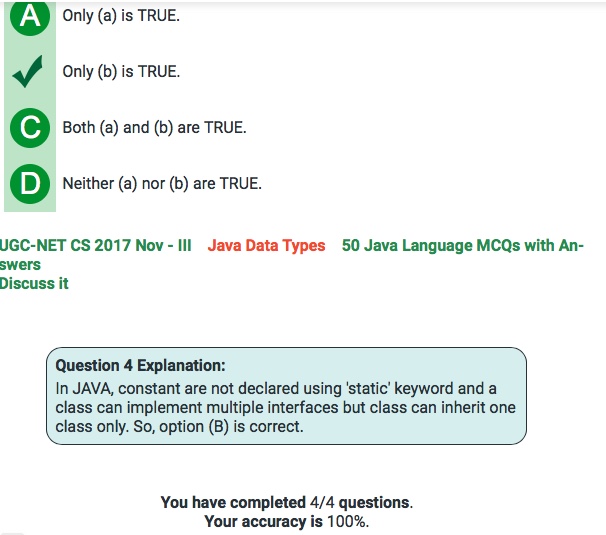 A Only (a) is TRUE.
Only (b) is TRUE.
C Both (a) and (b) are TRUE.
D Neither (a) nor (b) are TRUE.
UGC-NET CS 2017 Nov - III Java Data Types 50 Java Language MCQs with An-
swers
Discuss it
Question 4 Explanation:
In JAVA, constant are not declared using 'static' keyword and a
class can implement multiple interfaces but class can inherit one
class only. So, option (B) is correct.
You have completed 4/4 questions.
Your accuracy is 100%.